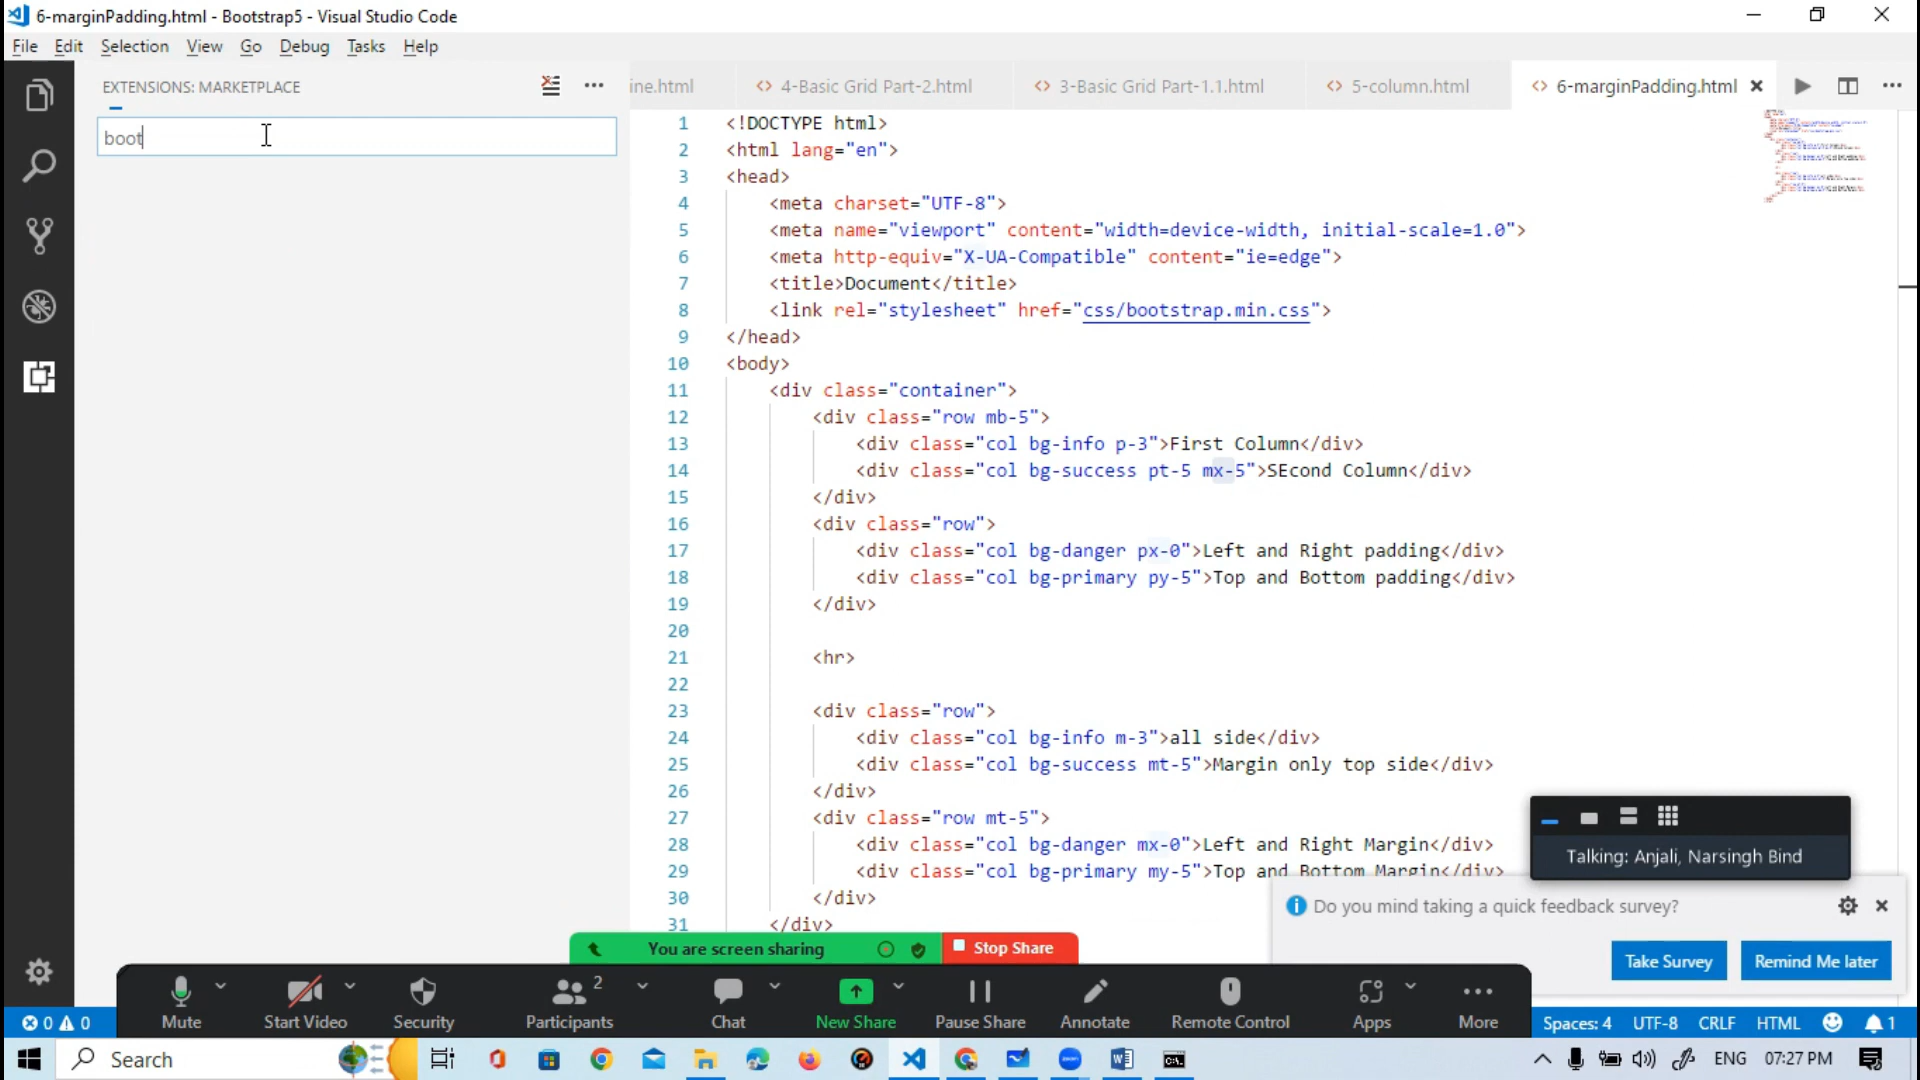 6-marginPadding.html - Bootstrap5 - Visual Studio Code
File Edit Selection View Go Debug Tasks Help
EXTENSIONS: MARKETPLACE
boot
ine.html 4-Basic Grid Part-2.html 3-Basic Grid Part-1.1.html 5-column.html 6-marginPadding.html
1 <!DOCTYPE html>
2 <html lang="en">
3 <head>
4 <meta charset="UTF-8">
5 <meta name="viewport" content="width=device-width, initial-scale=1.0">
6 <meta http-equiv="X-UA-Compatible" content="ie=edge">
7 <title>Document</title>
8 <link rel="stylesheet" href="css/bootstrap.min.css">
9 </head>
10 <body>
11 <div class="container">
12 <div class="row mb-5">
13 <div class="col bg-info p-3">First Column</div>
14 <div class="col bg-success pt-5 mx-5">SEcond Column</div>
15 </div>
16 <div class="row">
17 <div class="col bg-danger px-0">Left and Right padding</div>
18 <div class="col bg-primary py-5">Top and Bottom padding</div>
19 </div>
20
21 <hr>
22
23 <div class="row">
24 <div class="col bg-info m-3">all side</div>
25 <div class="col bg-success mt-5">Margin only top side</div>
26 </div>
27 <div class="row mt-5">
28 <div class="col bg-danger mx-0">Left and Right Margin</div>
29 <div class="col bg-primary my-5">Top and Bottom Margin</div>
30 </div>
31 </div>
Talking: Anjali, Narsingh Bind
Do you mind taking a quick feedback survey?
Take Survey Remind Me later
You are screen sharing Stop Share
2
Mute Start Video Security Participants Chat New Share Pause Share Annotate Remote Control Apps More
0 0 Spaces: 4 UTF-8 CRLF HTML 1
Search ENG 07:27 PM